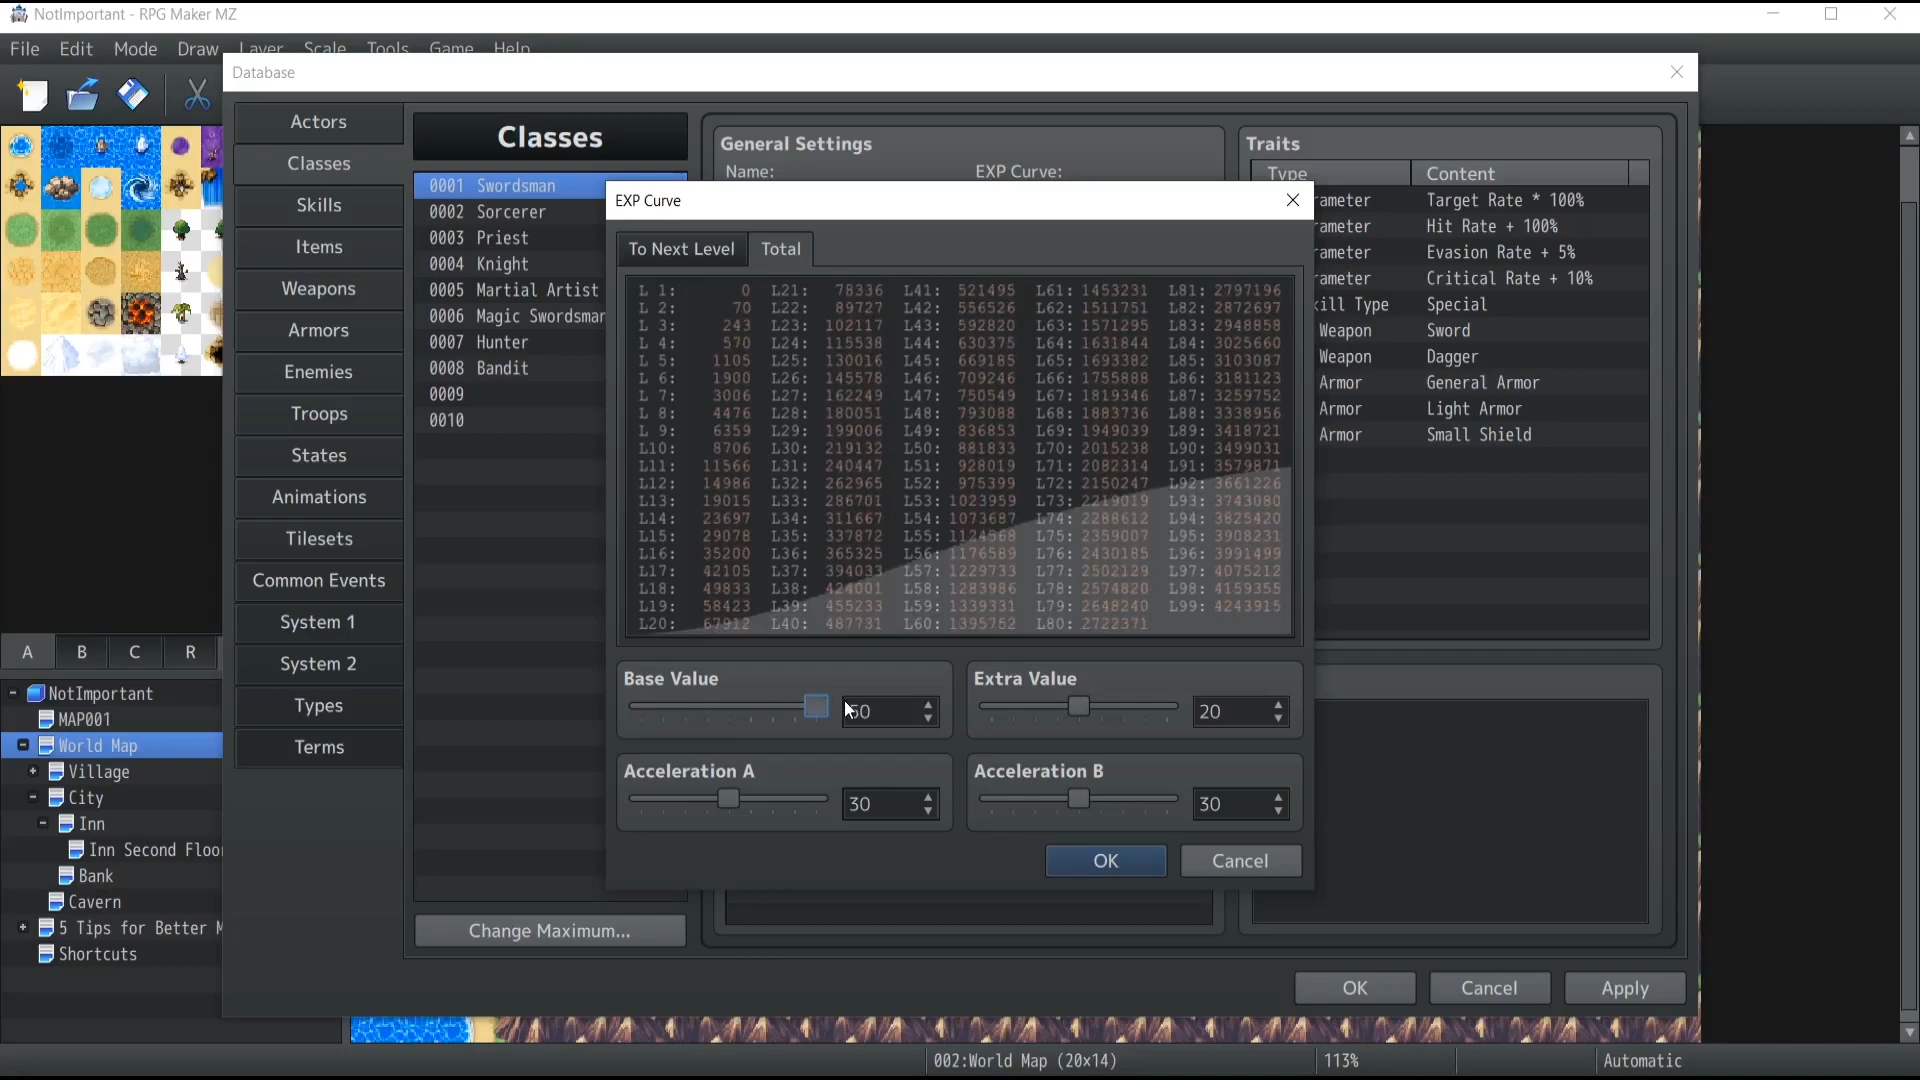 NotImportant - RPG Maker MZ
File Edit Mode Draw Layer Scale Tools Game Help
Database
Actors
Classes
Skills
Items
Weapons
Armors
Enemies
Troops
States
Animations
Tilesets
Common Events
System 1
System 2
Types
Terms
Classes
0001 Swordsman
0002 Sorcerer
0003 Priest
0004 Knight
0005 Martial Artist
0006 Magic Swordsman
0007 Hunter
0008 Bandit
0009
0010
Change Maximum...
General Settings
Name: EXP Curve:
Traits
Type Content
rameter Target Rate * 100%
rameter Hit Rate + 100%
rameter Evasion Rate + 5%
rameter Critical Rate + 10%
kill Type Special
Weapon Sword
Weapon Dagger
Armor General Armor
Armor Light Armor
Armor Small Shield
EXP Curve
To Next Level Total
L 1: 0 L21: 78336 L41: 521495 L61: 1453231 L81: 2797196
L 2: 70 L22: 89727 L42: 556526 L62: 1511751 L82: 2872697
L 3: 243 L23: 102117 L43: 592820 L63: 1571295 L83: 2948858
L 4: 570 L24: 115538 L44: 630375 L64: 1631844 L84: 3025660
L 5: 1105 L25: 130016 L45: 669185 L65: 1693382 L85: 3103087
L 6: 1900 L26: 145578 L46: 709246 L66: 1755888 L86: 3181123
L 7: 3006 L27: 162249 L47: 750549 L67: 1819346 L87: 3259752
L 8: 4476 L28: 180051 L48: 793088 L68: 1883736 L88: 3338956
L 9: 6359 L29: 199006 L49: 836853 L69: 1949039 L89: 3418721
L10: 8706 L30: 219132 L50: 881833 L70: 2015238 L90: 3499031
L11: 11566 L31: 240447 L51: 928019 L71: 2082314 L91: 3579871
L12: 14986 L32: 262965 L52: 975399 L72: 2150247 L92: 3661226
L13: 19015 L33: 286701 L53: 1023959 L73: 2219019 L93: 3743080
L14: 23697 L34: 311667 L54: 1073687 L74: 2288612 L94: 3825420
L15: 29078 L35: 337872 L55: 1124568 L75: 2359007 L95: 3908231
L16: 35200 L36: 365325 L56: 1176589 L76: 2430185 L96: 3991499
L17: 42105 L37: 394033 L57: 1229733 L77: 2502129 L97: 4075212
L18: 49833 L38: 424001 L58: 1283986 L78: 2574820 L98: 4159355
L19: 58423 L39: 455233 L59: 1339331 L79: 2648240 L99: 4243915
L20: 67912 L40: 487731 L60: 1395752 L80: 2722371
Base Value Extra Value
50 20
Acceleration A Acceleration B
30 30
OK Cancel
OK Cancel Apply
A B C R
NotImportant
MAP001
World Map
Village
City
Inn
Inn Second Floor
Bank
Cavern
5 Tips for Better M
Shortcuts
002:World Map (20×14) 113% Automatic